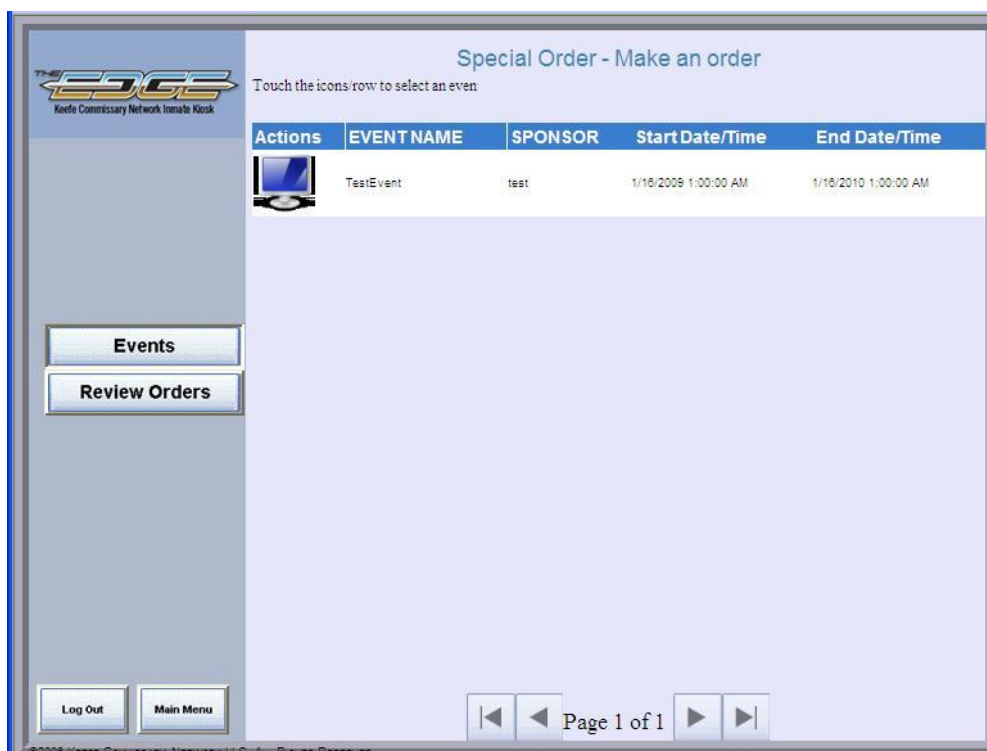 THE EDGE
Keefe Commissary Network Inmate Kiosk
Special Order - Make an order
Touch the icons/row to select an even
Actions EVENT NAME SPONSOR Start Date/Time End Date/Time
TestEvent test 1/16/2009 1:00:00 AM 1/16/2010 1:00:00 AM
Events
Review Orders
Log Out Main Menu
Page 1 of 1